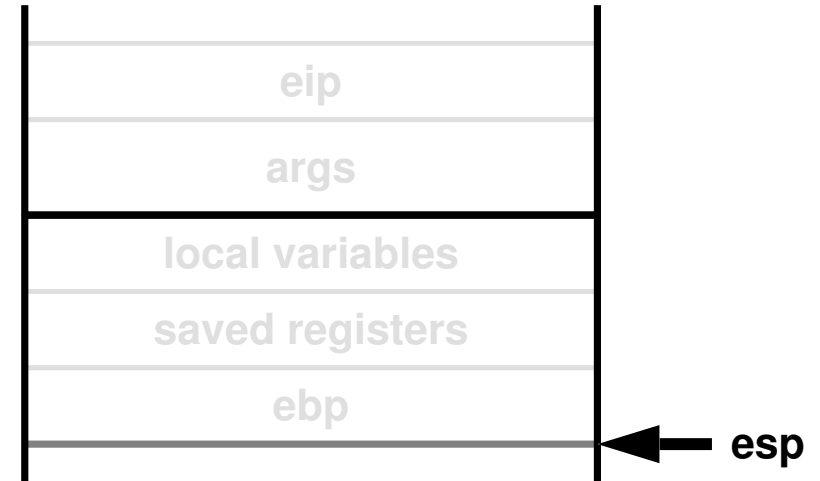 eip
args
local variables
saved registers
ebp
esp